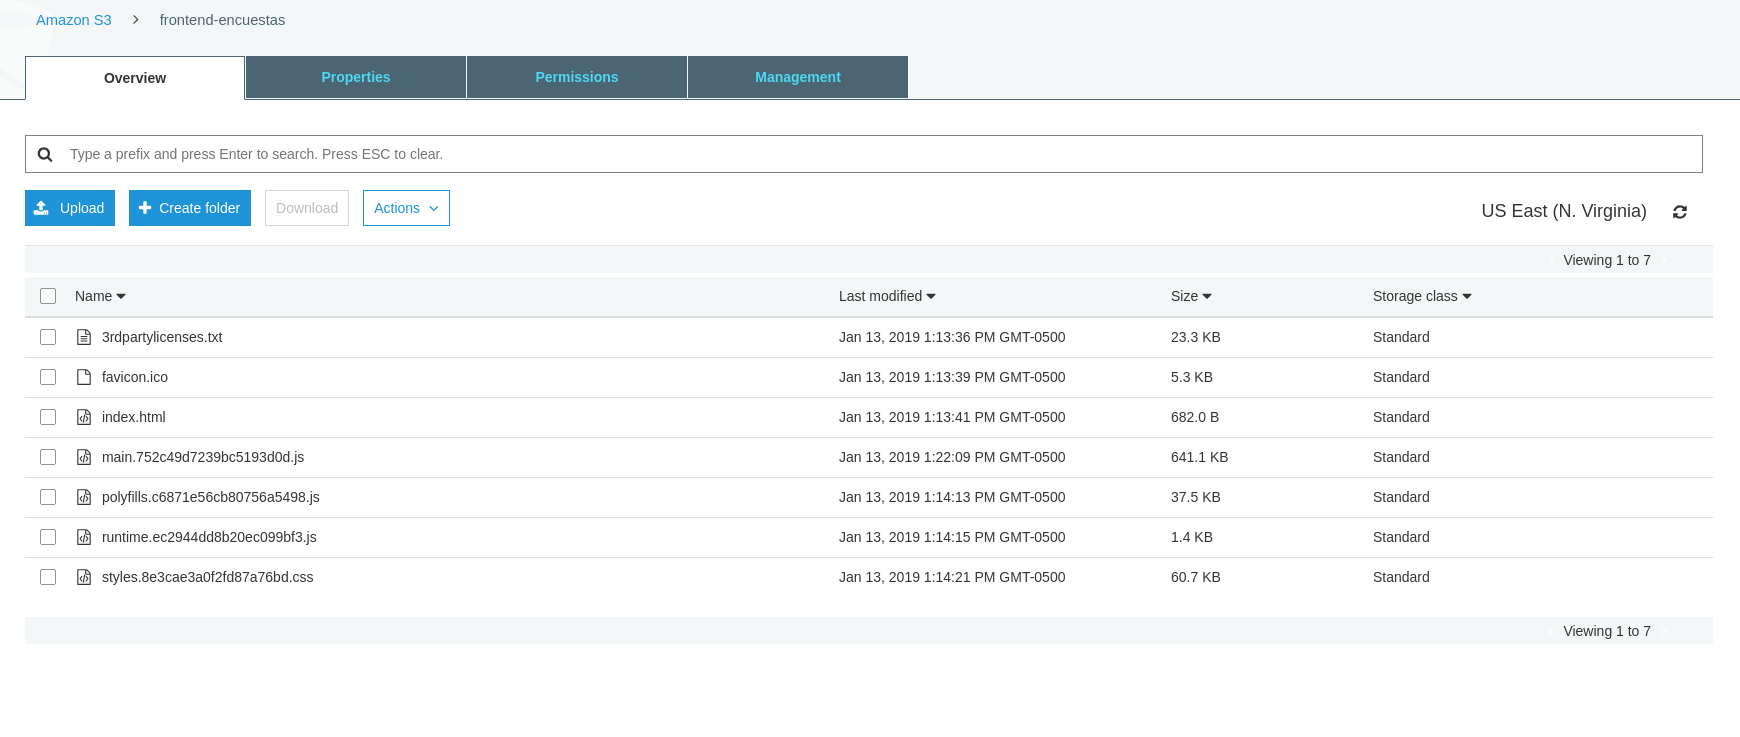 Amazon S3 > frontend-encuestas
Overview Properties Permissions Management
Type a prefix and press Enter to search. Press ESC to clear.
Upload Create folder Download Actions US East (N. Virginia)
Viewing 1 to 7
Name Last modified Size Storage class
3rdpartylicenses.txt Jan 13, 2019 1:13:36 PM GMT-0500 23.3 KB Standard
favicon.ico Jan 13, 2019 1:13:39 PM GMT-0500 5.3 KB Standard
index.html Jan 13, 2019 1:13:41 PM GMT-0500 682.0 B Standard
main.752c49d7239bc5193d0d.js Jan 13, 2019 1:22:09 PM GMT-0500 641.1 KB Standard
polyfills.c6871e56cb80756a5498.js Jan 13, 2019 1:14:13 PM GMT-0500 37.5 KB Standard
runtime.ec2944dd8b20ec099bf3.js Jan 13, 2019 1:14:15 PM GMT-0500 1.4 KB Standard
styles.8e3cae3a0f2fd87a76bd.css Jan 13, 2019 1:14:21 PM GMT-0500 60.7 KB Standard
Viewing 1 to 7